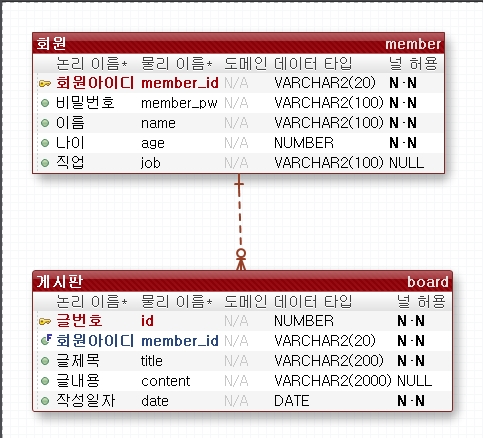 회원 member
논리 이름* 물리 이름* 도메인 데이터 타입 널 허용
회원아이디 member_id N/A VARCHAR2(20) N·N
비밀번호 member_pw N/A VARCHAR2(100) N·N
이름 name N/A VARCHAR2(100) N·N
나이 age N/A NUMBER N·N
직업 job N/A VARCHAR2(100) NULL
게시판 board
논리 이름* 물리 이름* 도메인 데이터 타입 널 허용
글번호 id N/A NUMBER N·N
F 회원아이디 member_id N/A VARCHAR2(20) N·N
글제목 title N/A VARCHAR2(200) N·N
글내용 content N/A VARCHAR2(2000) NULL
작성일자 date N/A DATE N·N